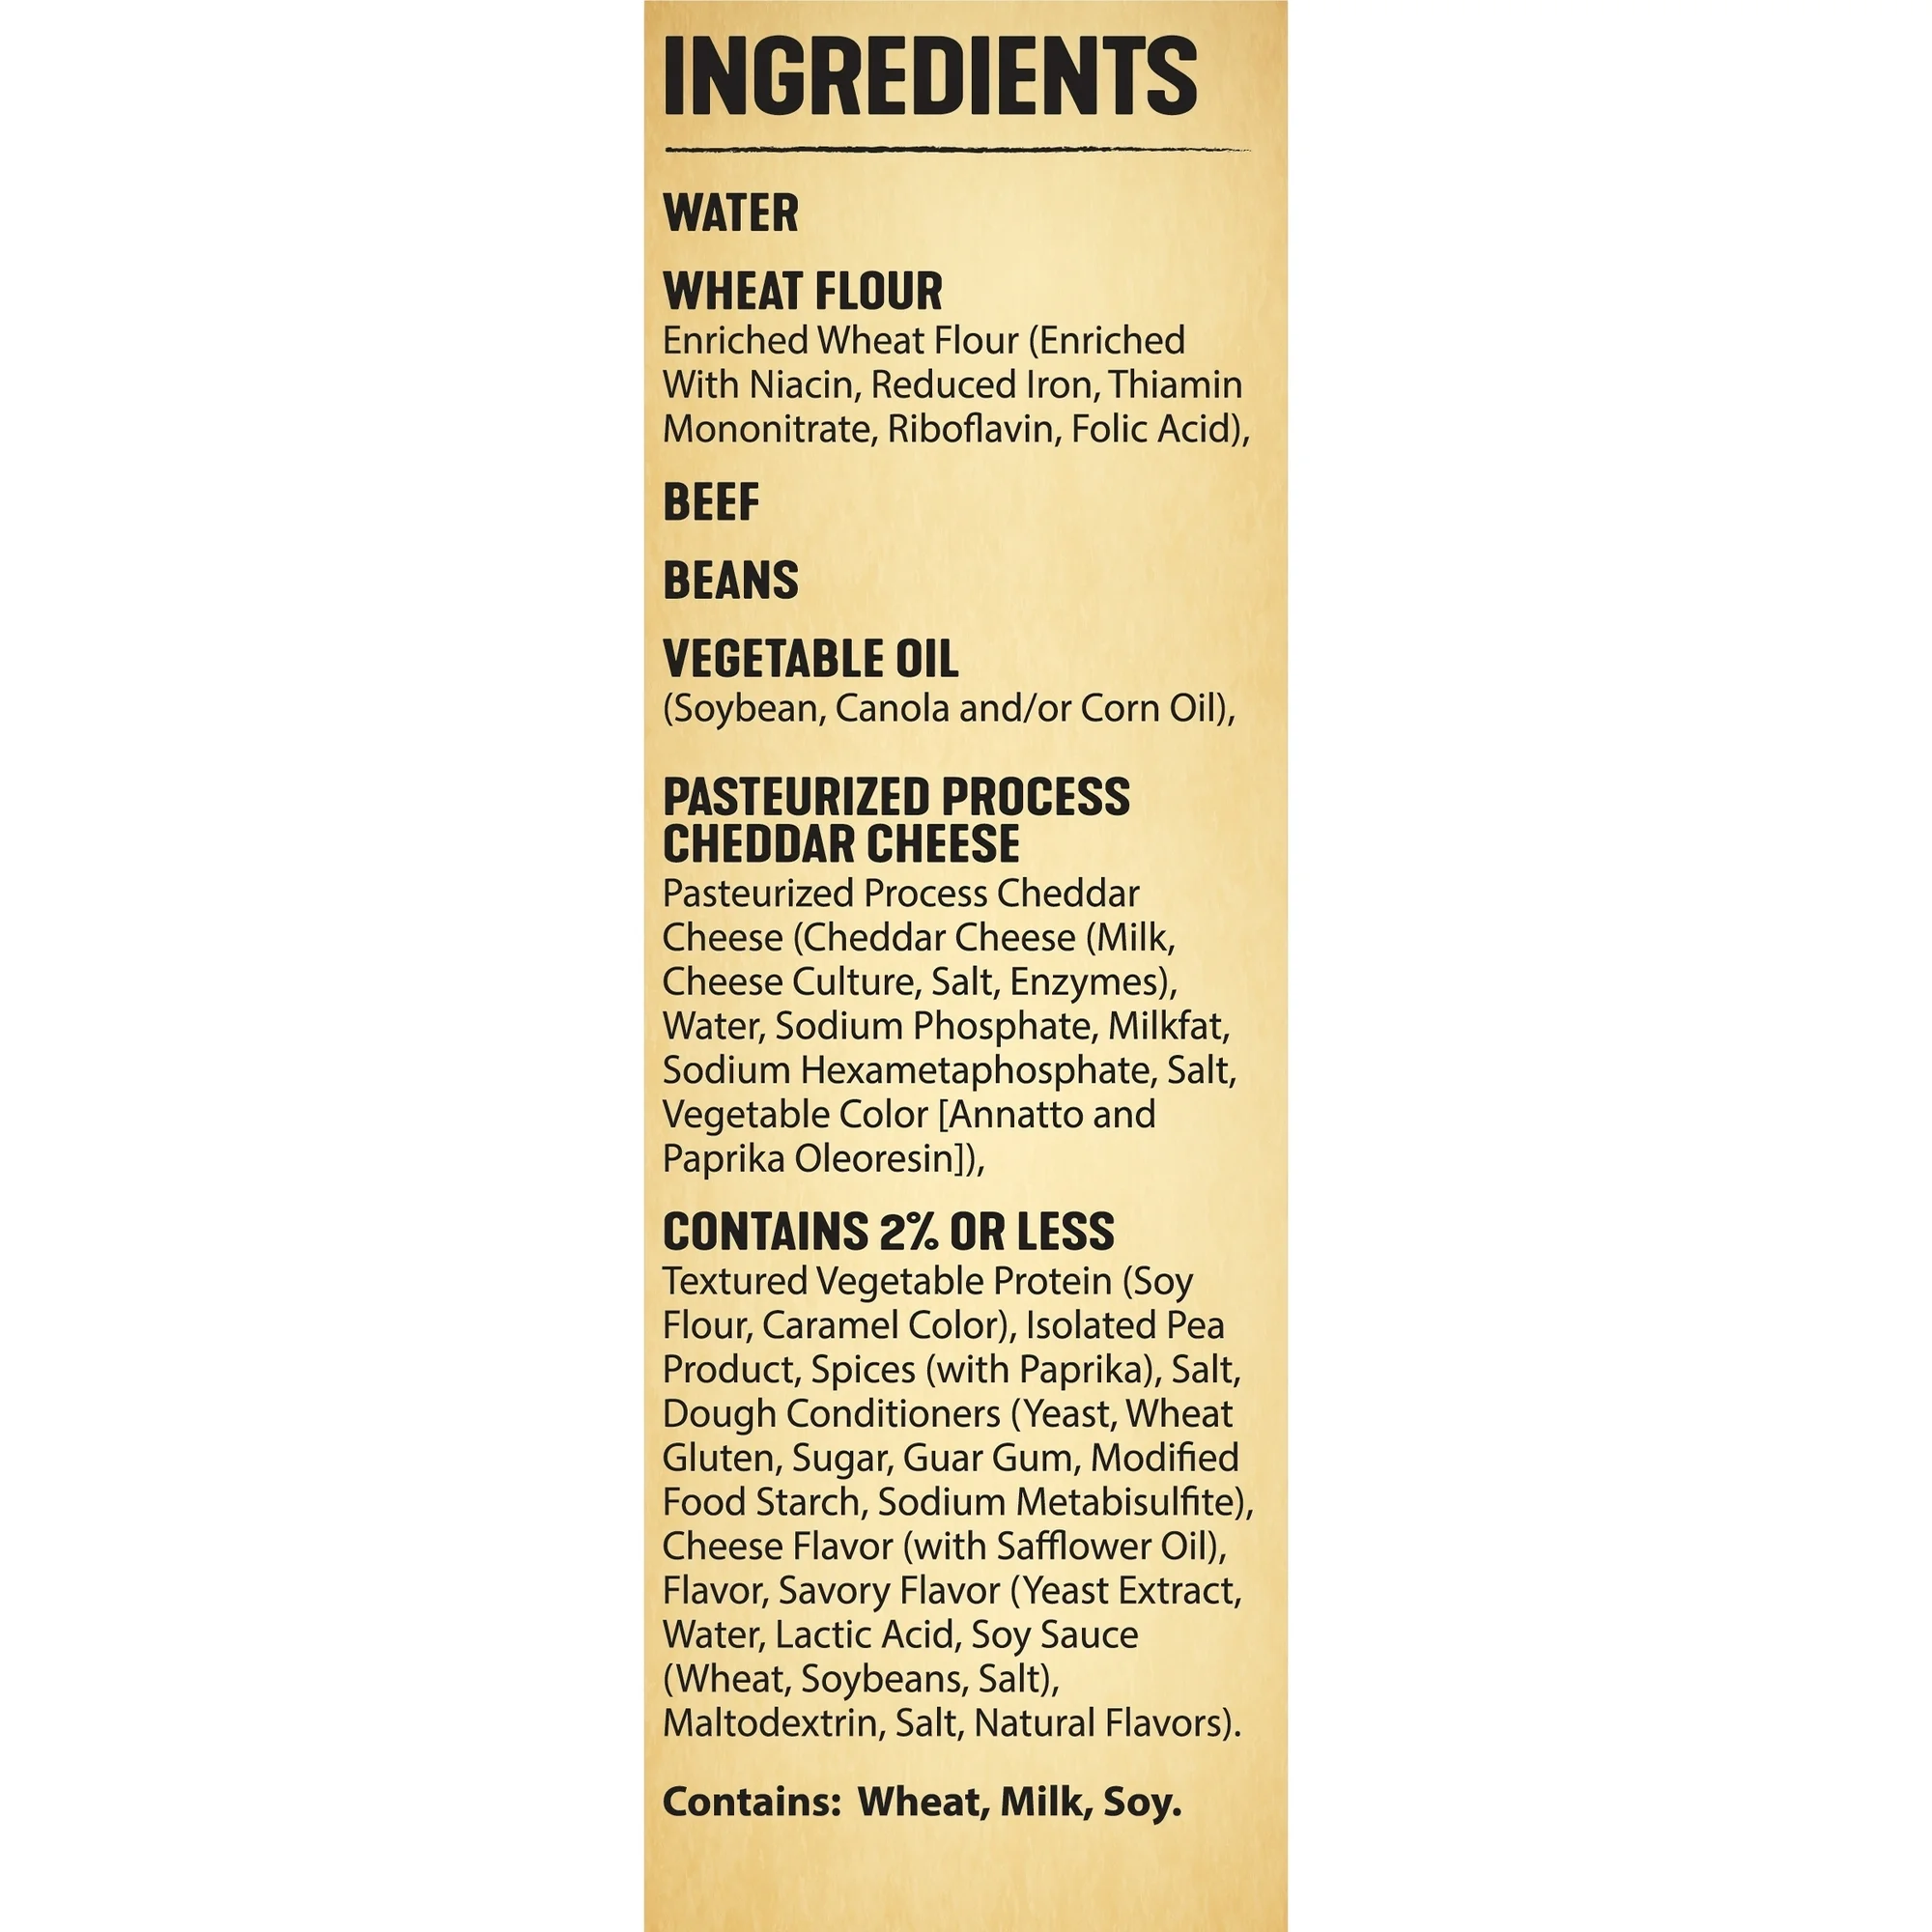 INGREDIENTS
WATER
WHEAT FLOUR
Enriched Wheat Flour (Enriched
With Niacin, Reduced Iron, Thiamin
Mononitrate, Riboflavin, Folic Acid),
BEEF
BEANS
VEGETABLE OIL
(Soybean, Canola and/or Corn Oil),
PASTEURIZED PROCESS
CHEDDAR CHEESE
Pasteurized Process Cheddar
Cheese (Cheddar Cheese (Milk,
Cheese Culture, Salt, Enzymes),
Water, Sodium Phosphate, Milkfat,
Sodium Hexametaphosphate, Salt,
Vegetable Color [Annatto and
Paprika Oleoresin]),
CONTAINS 2% OR LESS
Textured Vegetable Protein (Soy
Flour, Caramel Color), Isolated Pea
Product, Spices (with Paprika), Salt,
Dough Conditioners (Yeast, Wheat
Gluten, Sugar, Guar Gum, Modified
Food Starch, Sodium Metabisulfite),
Cheese Flavor (with Safflower Oil),
Flavor, Savory Flavor (Yeast Extract,
Water, Lactic Acid, Soy Sauce
(Wheat, Soybeans, Salt),
Maltodextrin, Salt, Natural Flavors).
Contains: Wheat, Milk, Soy.